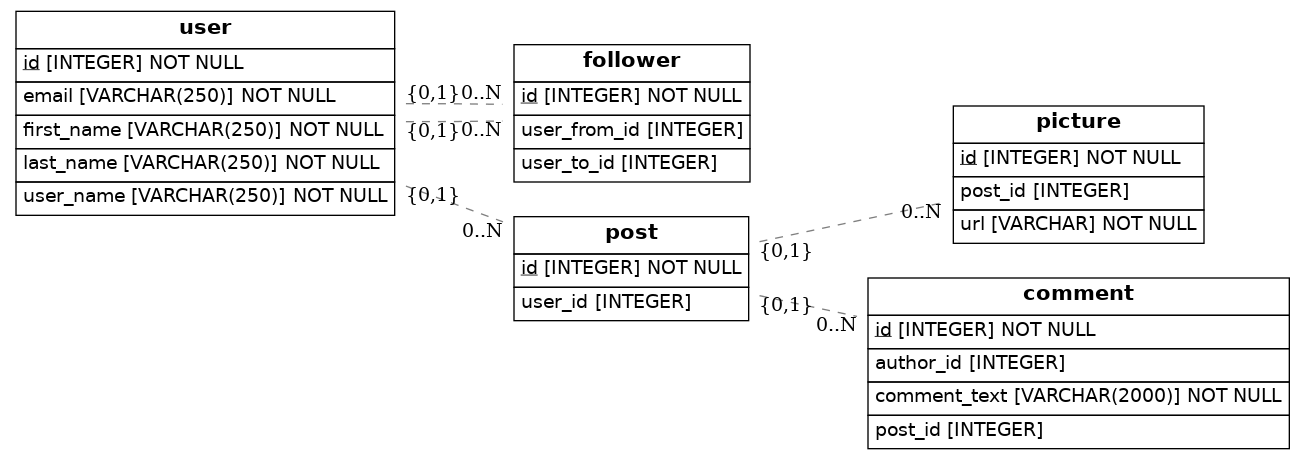 user
id [INTEGER] NOT NULL
email [VARCHAR(250)] NOT NULL
first_name [VARCHAR(250)] NOT NULL
last_name [VARCHAR(250)] NOT NULL
user_name [VARCHAR(250)] NOT NULL
{0,1} 0..N
{0,1} 0..N
{0,1}
0..N
follower
id [INTEGER] NOT NULL
user_from_id [INTEGER]
user_to_id [INTEGER]
post
id [INTEGER] NOT NULL
user_id [INTEGER]
0..N
{0,1}
{0,1}
0..N
picture
id [INTEGER] NOT NULL
post_id [INTEGER]
url [VARCHAR] NOT NULL
comment
id [INTEGER] NOT NULL
author_id [INTEGER]
comment_text [VARCHAR(2000)] NOT NULL
post_id [INTEGER]